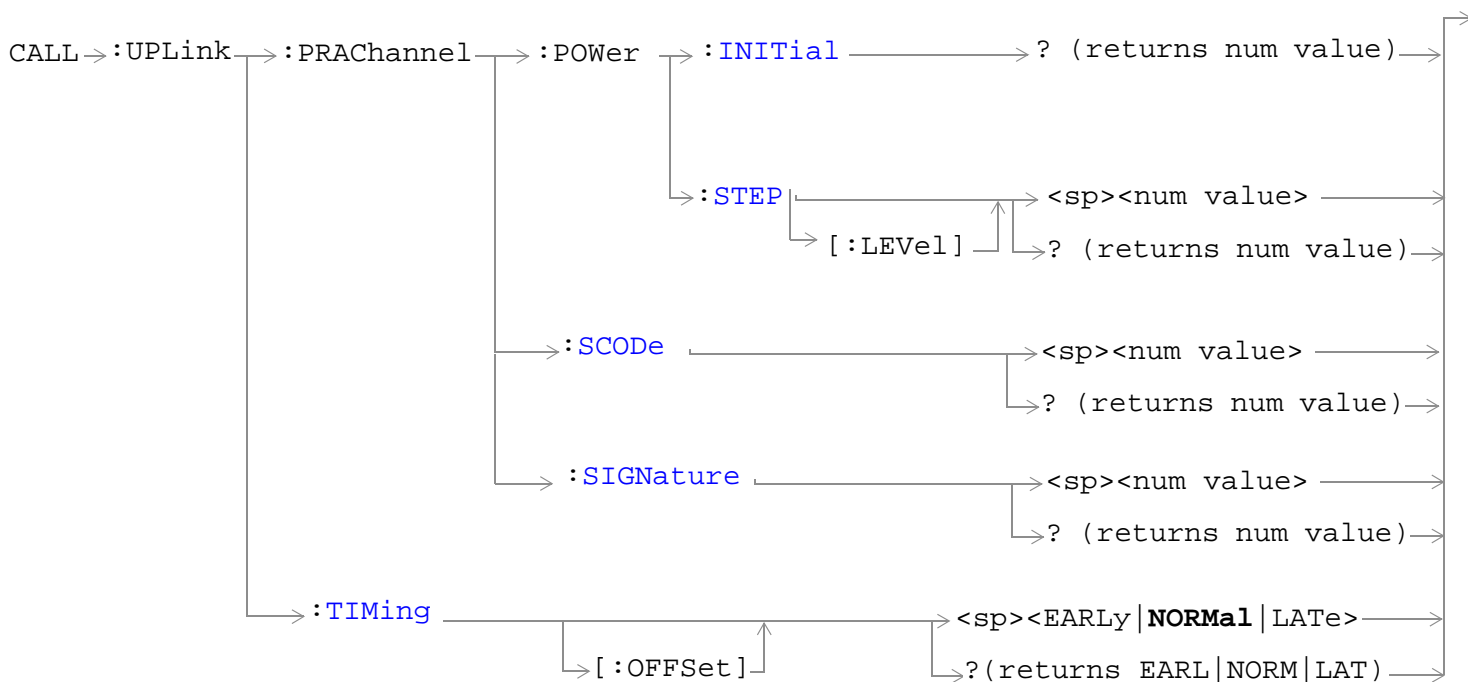 CALL :UPLink :PRAChannel :POWer :INITial ? (returns num value)
:STEP <sp><num value>
[:LEVel] ? (returns num value)
:SCODe <sp><num value>
? (returns num value)
:SIGNature <sp><num value>
? (returns num value)
:TIMing <sp><EARLy|NORMal|LATe>
[:OFFSet] ?(returns EARL|NORM|LAT)